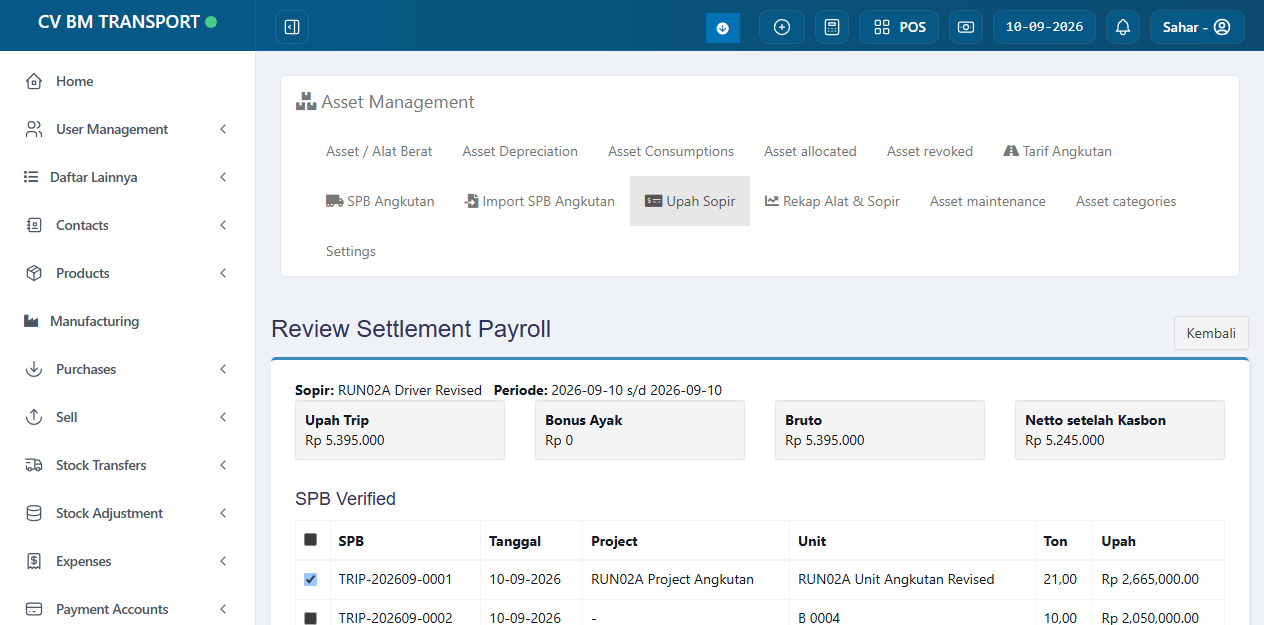 CV BM TRANSPORT
POS
10-09-2026
Sahar -
Home
User Management
Daftar Lainnya
Contacts
Products
Manufacturing
Purchases
Sell
Stock Transfers
Stock Adjustment
Expenses
Payment Accounts
Asset Management
Asset / Alat Berat
Asset Depreciation
Asset Consumptions
Asset allocated
Asset revoked
Tarif Angkutan
SPB Angkutan
Import SPB Angkutan
Upah Sopir
Rekap Alat & Sopir
Asset maintenance
Asset categories
Settings
Review Settlement Payroll
Kembali
Sopir: RUN02A Driver Revised Periode: 2026-09-10 s/d 2026-09-10
Upah Trip
Rp 5.395.000
Bonus Ayak
Rp 0
Bruto
Rp 5.395.000
Netto setelah Kasbon
Rp 5.245.000
SPB Verified
SPB Tanggal Project Unit Ton Upah
TRIP-202609-0001 10-09-2026 RUN02A Project Angkutan RUN02A Unit Angkutan Revised 21,00 Rp 2,665,000.00
TRIP-202609-0002 10-09-2026 - B 0004 10,00 Rp 2,050,000.00